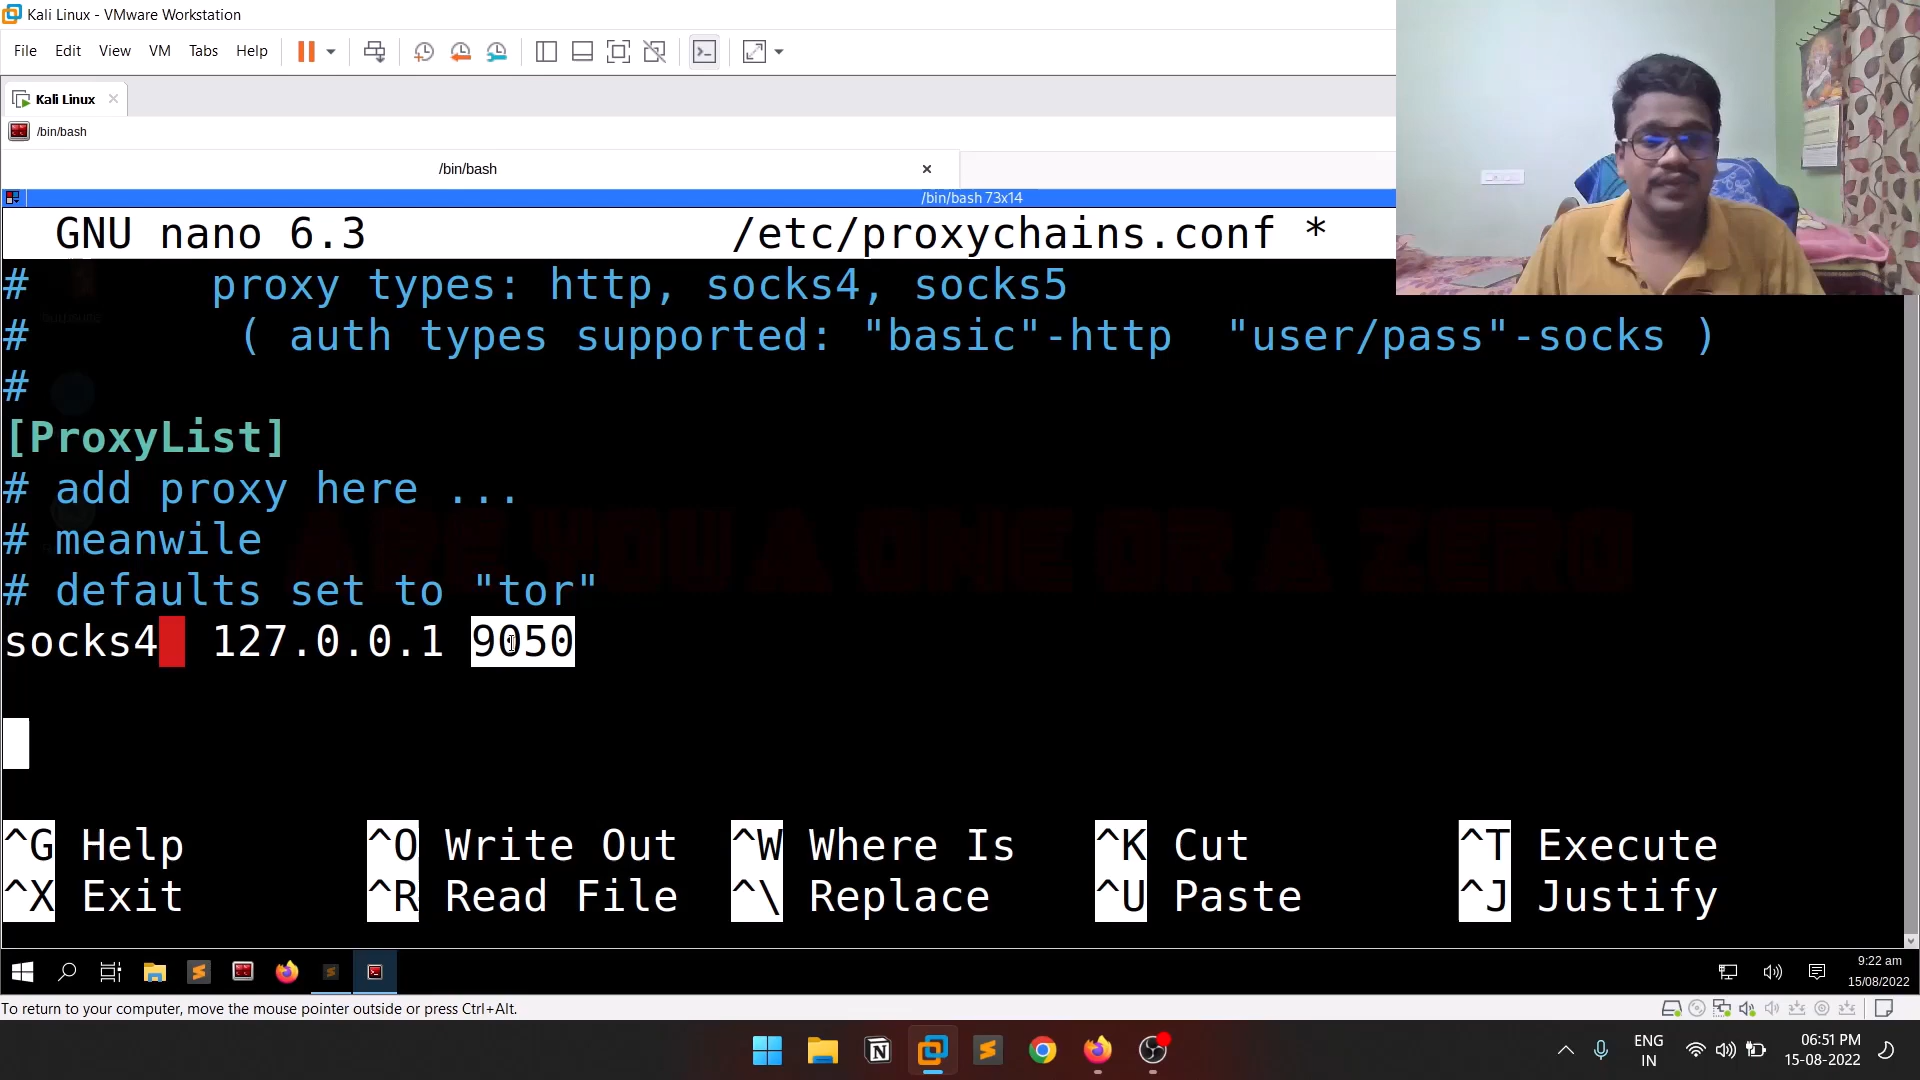 Kali Linux - VMware Workstation
File Edit View VM Tabs Help
Kali Linux
/bin/bash
/bin/bash
/bin/bash 73x14
GNU nano 6.3 /etc/proxychains.conf *
# proxy types: http, socks4, socks5
# ( auth types supported: "basic"-http "user/pass"-socks )
#
[ProxyList]
# add proxy here ...
# meanwile
# defaults set to "tor"
socks4 127.0.0.1 9050
ARE YOU A ONE OR A ZERO
^G Help ^O Write Out ^W Where Is ^K Cut ^T Execute
^X Exit ^R Read File ^\ Replace ^U Paste ^J Justify
9:22 am
15/08/2022
To return to your computer, move the mouse pointer outside or press Ctrl+Alt.
ENG
IN
06:51 PM
15-08-2022